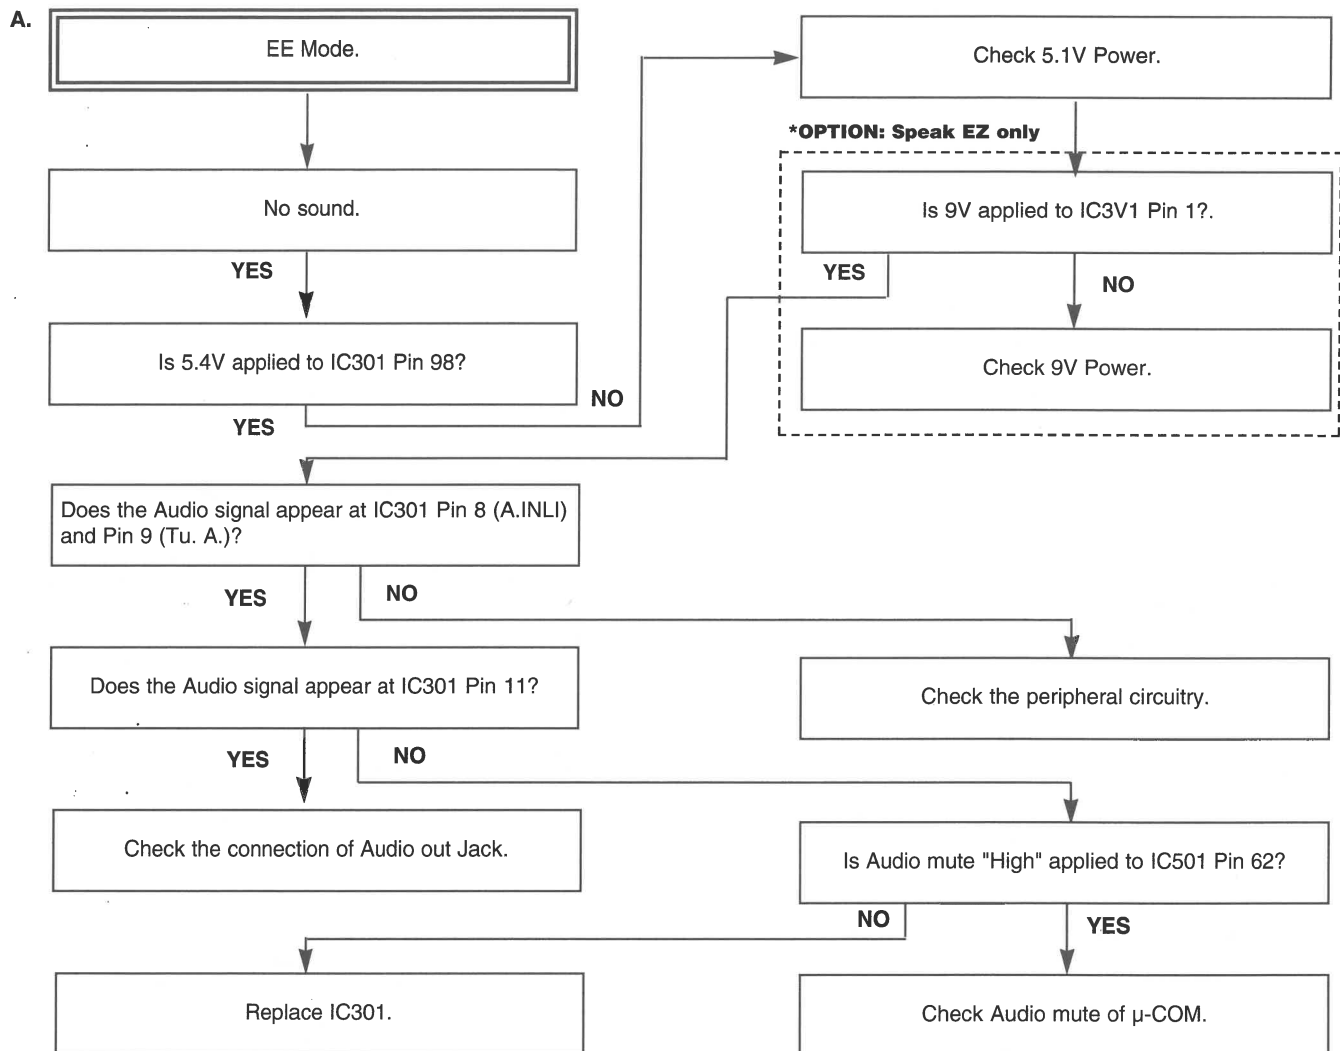 A.
EE Mode.
No sound.
YES
Is 5.4V applied to IC301 Pin 98?
YES
NO
Check 5.1V Power.
*OPTION: Speak EZ only
Is 9V applied to IC3V1 Pin 1?.
YES
NO
Check 9V Power.
Does the Audio signal appear at IC301 Pin 8 (A.INLI)
and Pin 9 (Tu. A.)?
YES
NO
Check the peripheral circuitry.
Does the Audio signal appear at IC301 Pin 11?
YES
NO
Check the connection of Audio out Jack.
Is Audio mute "High" applied to IC501 Pin 62?
NO
YES
Replace IC301.
Check Audio mute of μ-COM.